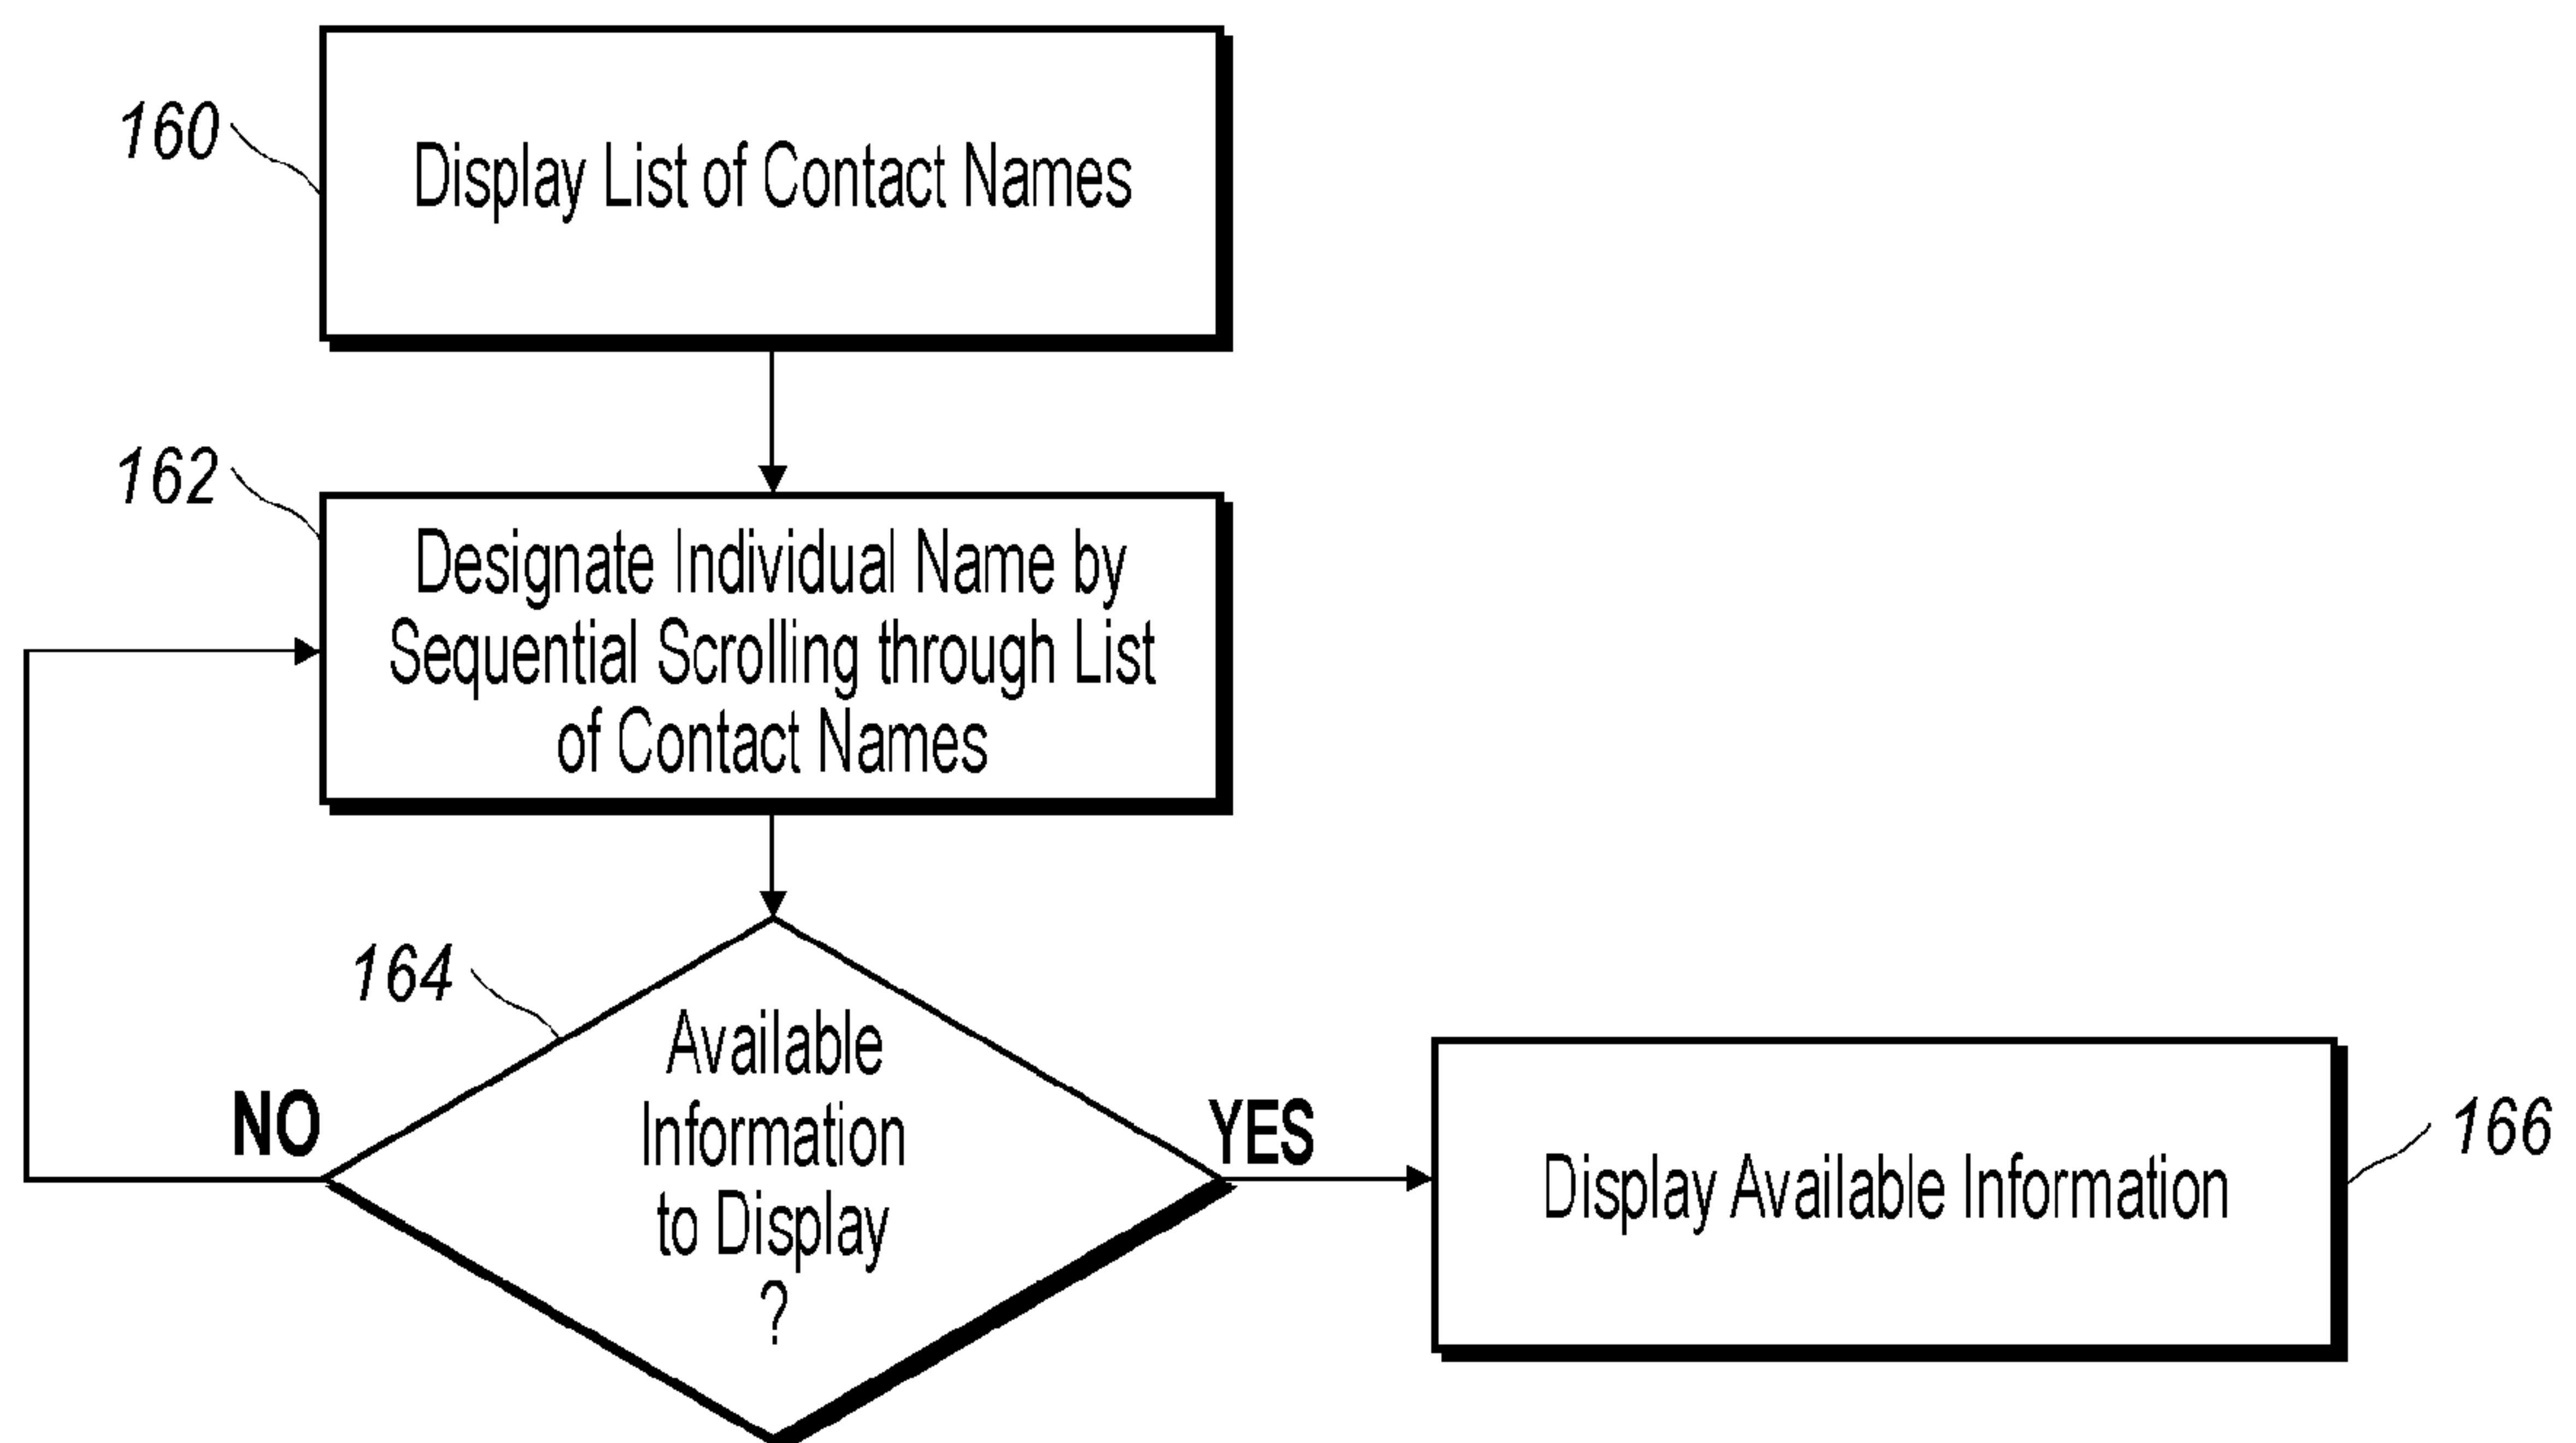 160
Display List of Contact Names
162
Designate Individual Name by
Sequential Scrolling through List
of Contact Names
164
Available
Information
to Display
?
NO
YES
Display Available Information
166